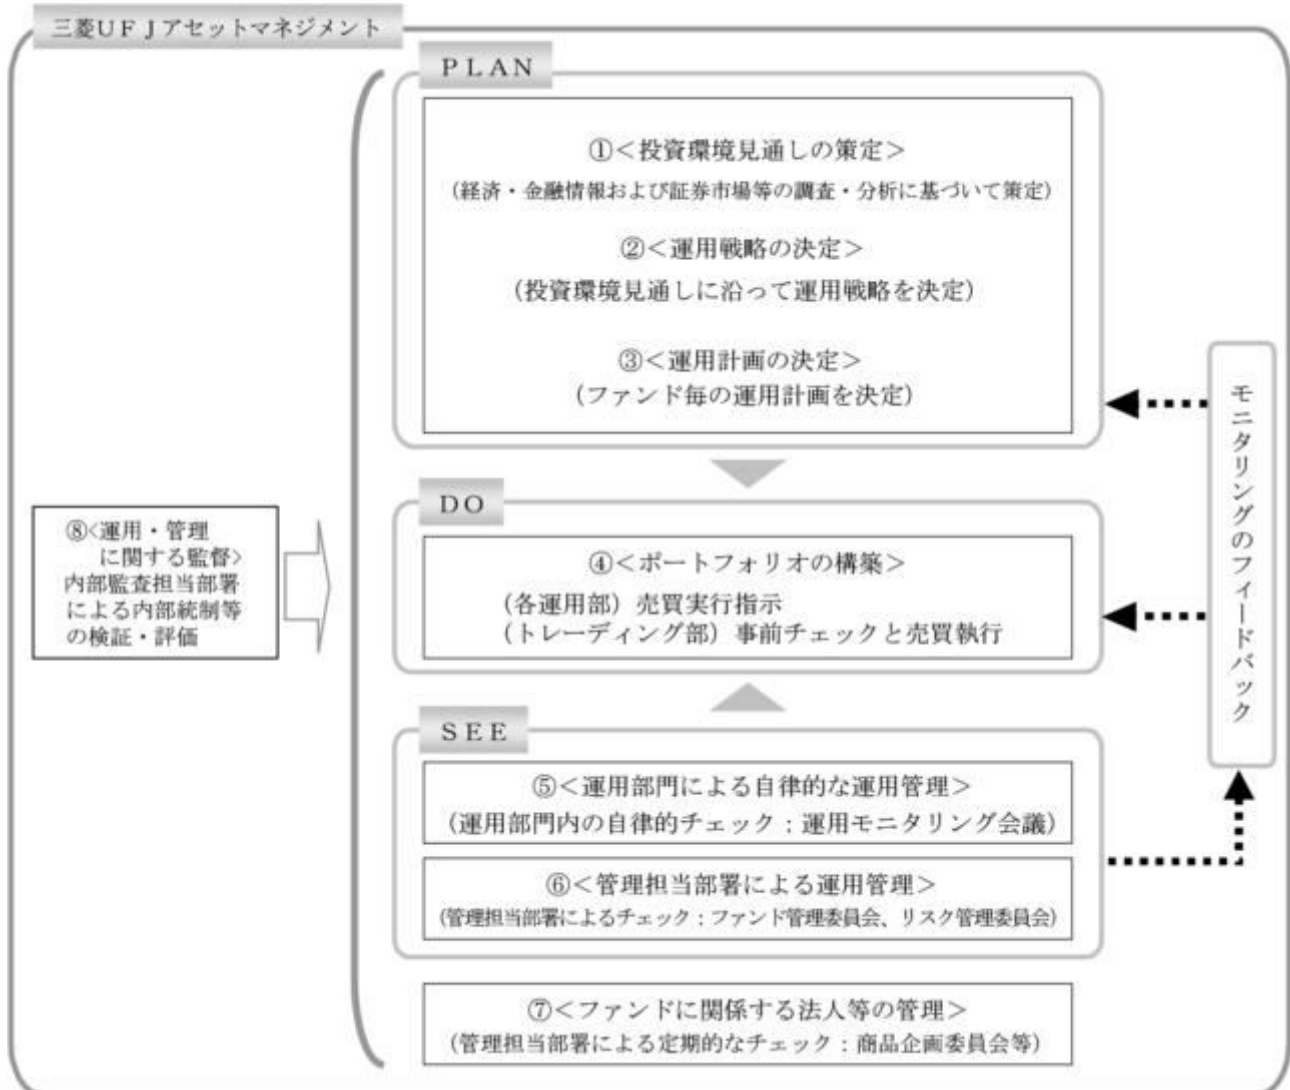 三菱UFJアセットマネジメント
PLAN
①<投資環境見通しの策定>
(経済・金融情報および証券市場等の調査・分析に基づいて策定)
②<運用戦略の決定>
(投資環境見通しに沿って運用戦略を決定)
③<運用計画の決定>
(ファンド毎の運用計画を決定)
DO
④<ポートフォリオの構築>
(各運用部)売買実行指示
(トレーディング部)事前チェックと売買執行
SEE
⑤<運用部門による自律的な運用管理>
(運用部門内の自律的チェック:運用モニタリング会議)
⑥<管理担当部署による運用管理>
(管理担当部署によるチェック:ファンド管理委員会、リスク管理委員会)
⑦<ファンドに関係する法人等の管理>
(管理担当部署による定期的なチェック:商品企画委員会等)
⑧<運用・管理
に関する監督>
内部監査担当部署
による内部統制等
の検証・評価
モニタリングのフィードバック